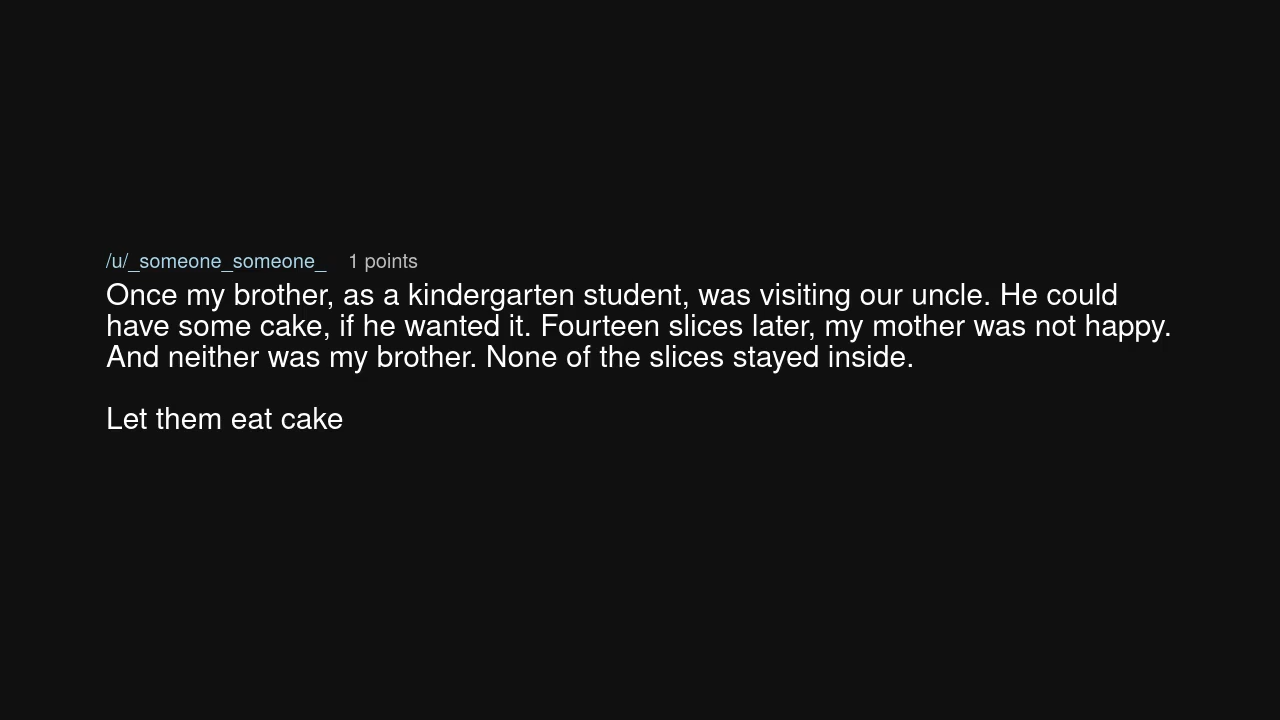 /u/_someone_someone_ 1 points
Once my brother, as a kindergarten student, was visiting our uncle. He could
have some cake, if he wanted it. Fourteen slices later, my mother was not happy.
And neither was my brother. None of the slices stayed inside.
Let them eat cake